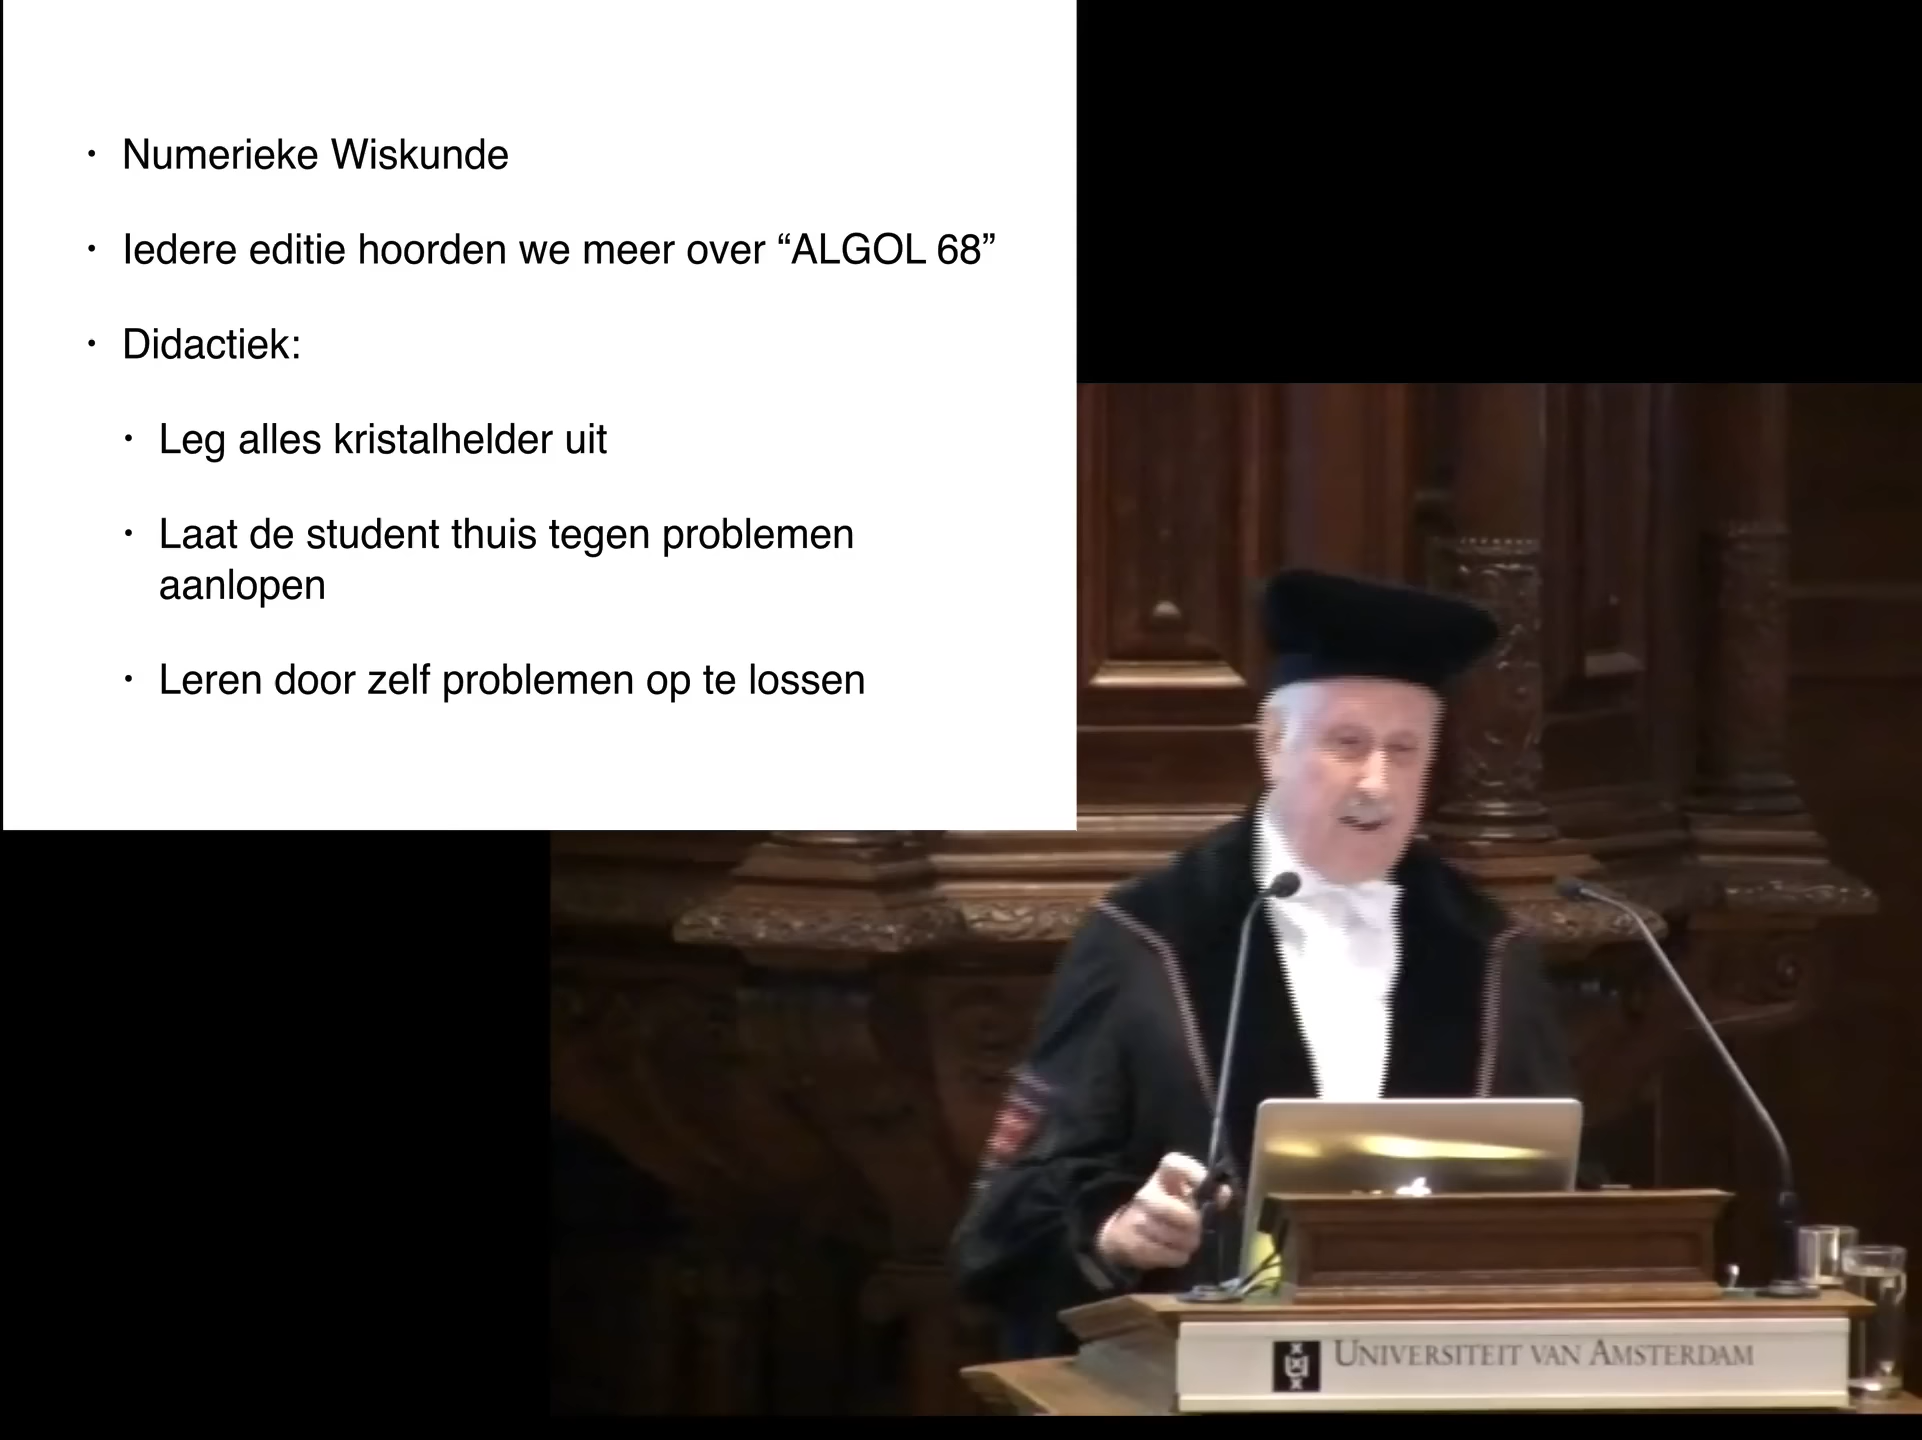 • Numerieke Wiskunde
• Iedere editie hoorden we meer over “ALGOL 68”
• Didactiek:
• Leg alles kristalhelder uit
• Laat de student thuis tegen problemen
aanlopen
• Leren door zelf problemen op te lossen
UNIVERSITEIT VAN AMSTERDAM